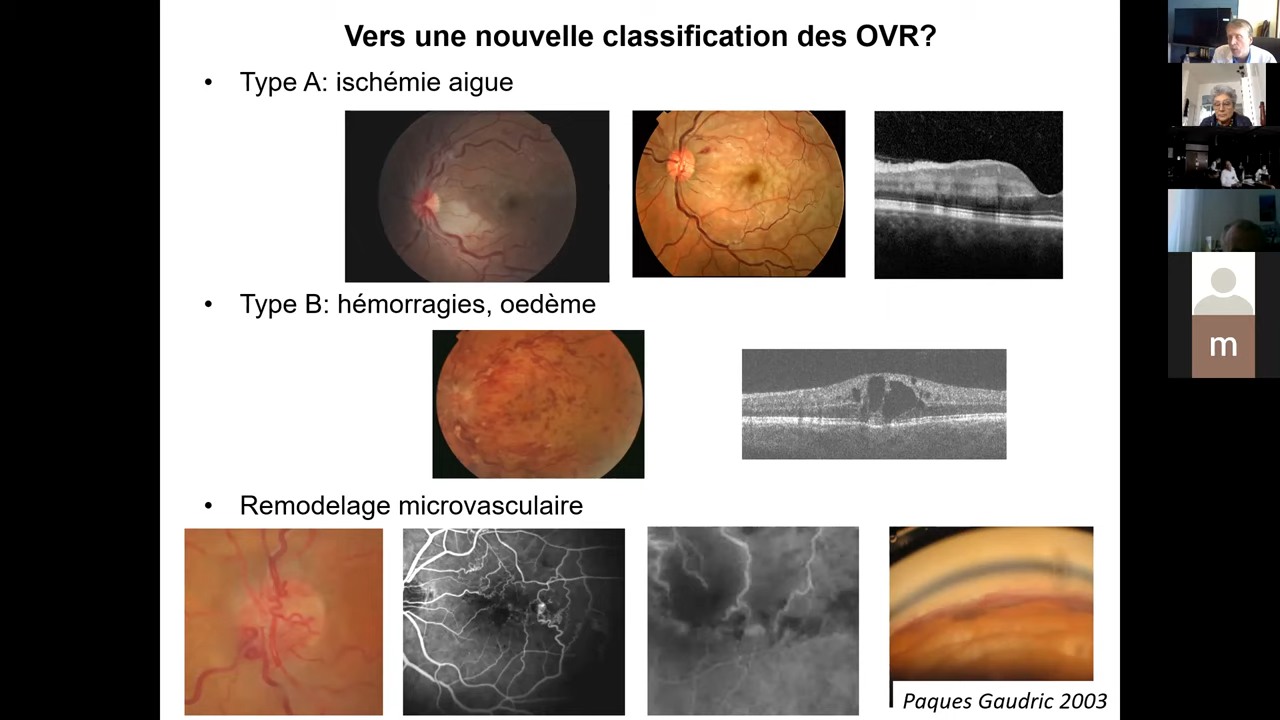 Vers une nouvelle classification des OVR?
• Type A: ischémie aigue
• Type B: hémorragies, oedème
• Remodelage microvasculaire
Paques Gaudric 2003
m